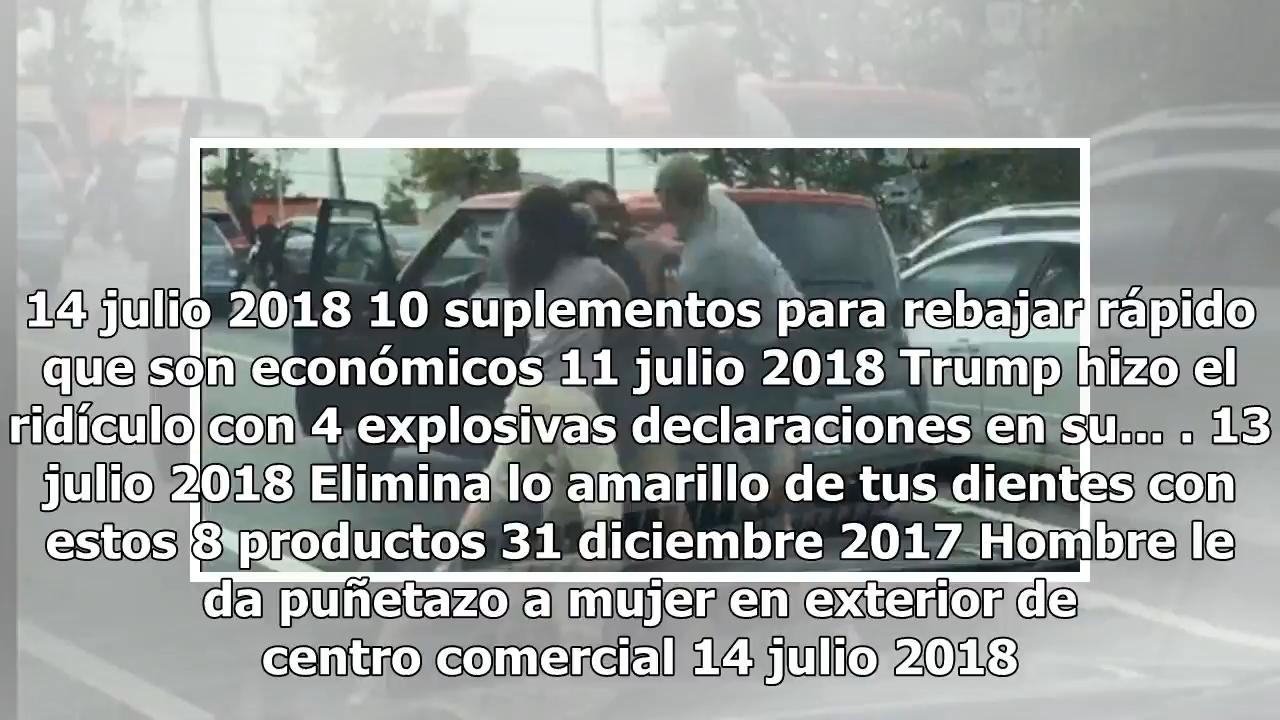 14 julio 2018 10 suplementos para rebajar rápido
que son económicos 11 julio 2018 Trump hizo el
ridículo con 4 explosivas declaraciones en su... . 13
julio 2018 Elimina lo amarillo de tus dientes con
estos 8 productos 31 diciembre 2017 Hombre le
da puñetazo a mujer en exterior de
centro comercial 14 julio 2018